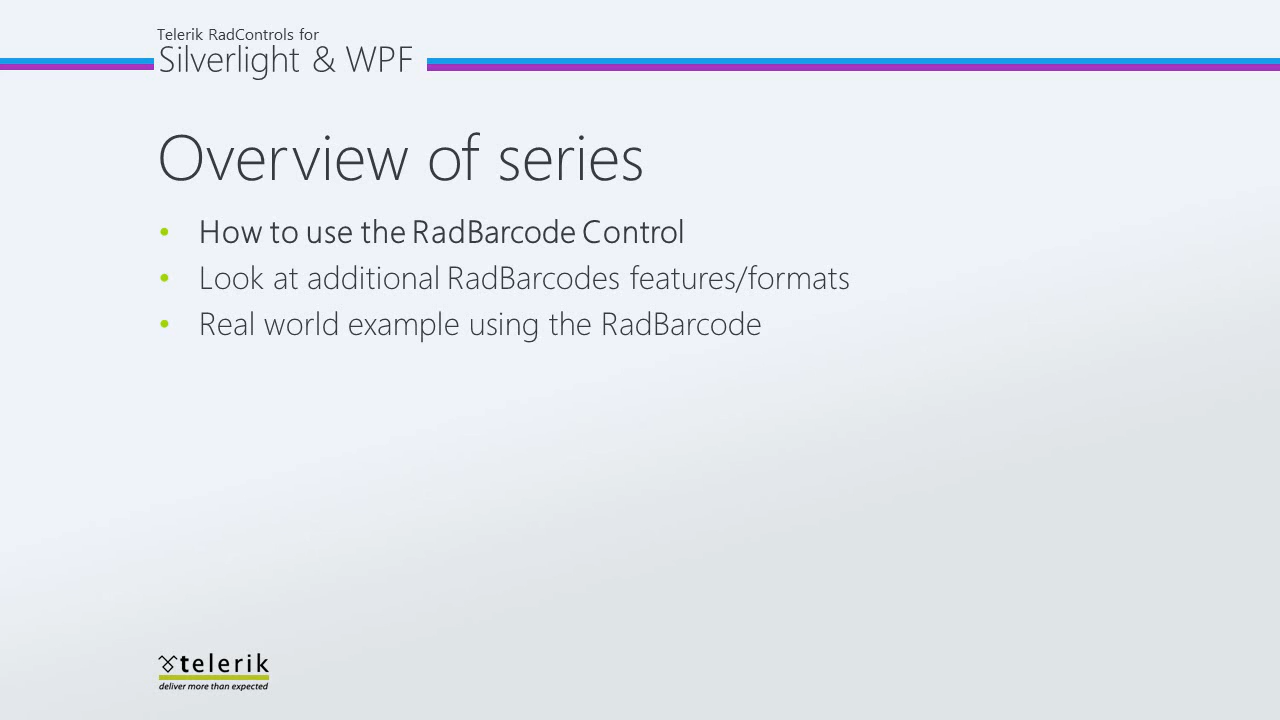 Telerik RadControls for
Silverlight & WPF
Overview of series
• How to use the RadBarcode Control
• Look at additional RadBarcodes features/formats
• Real world example using the RadBarcode
telerik
deliver more than expected